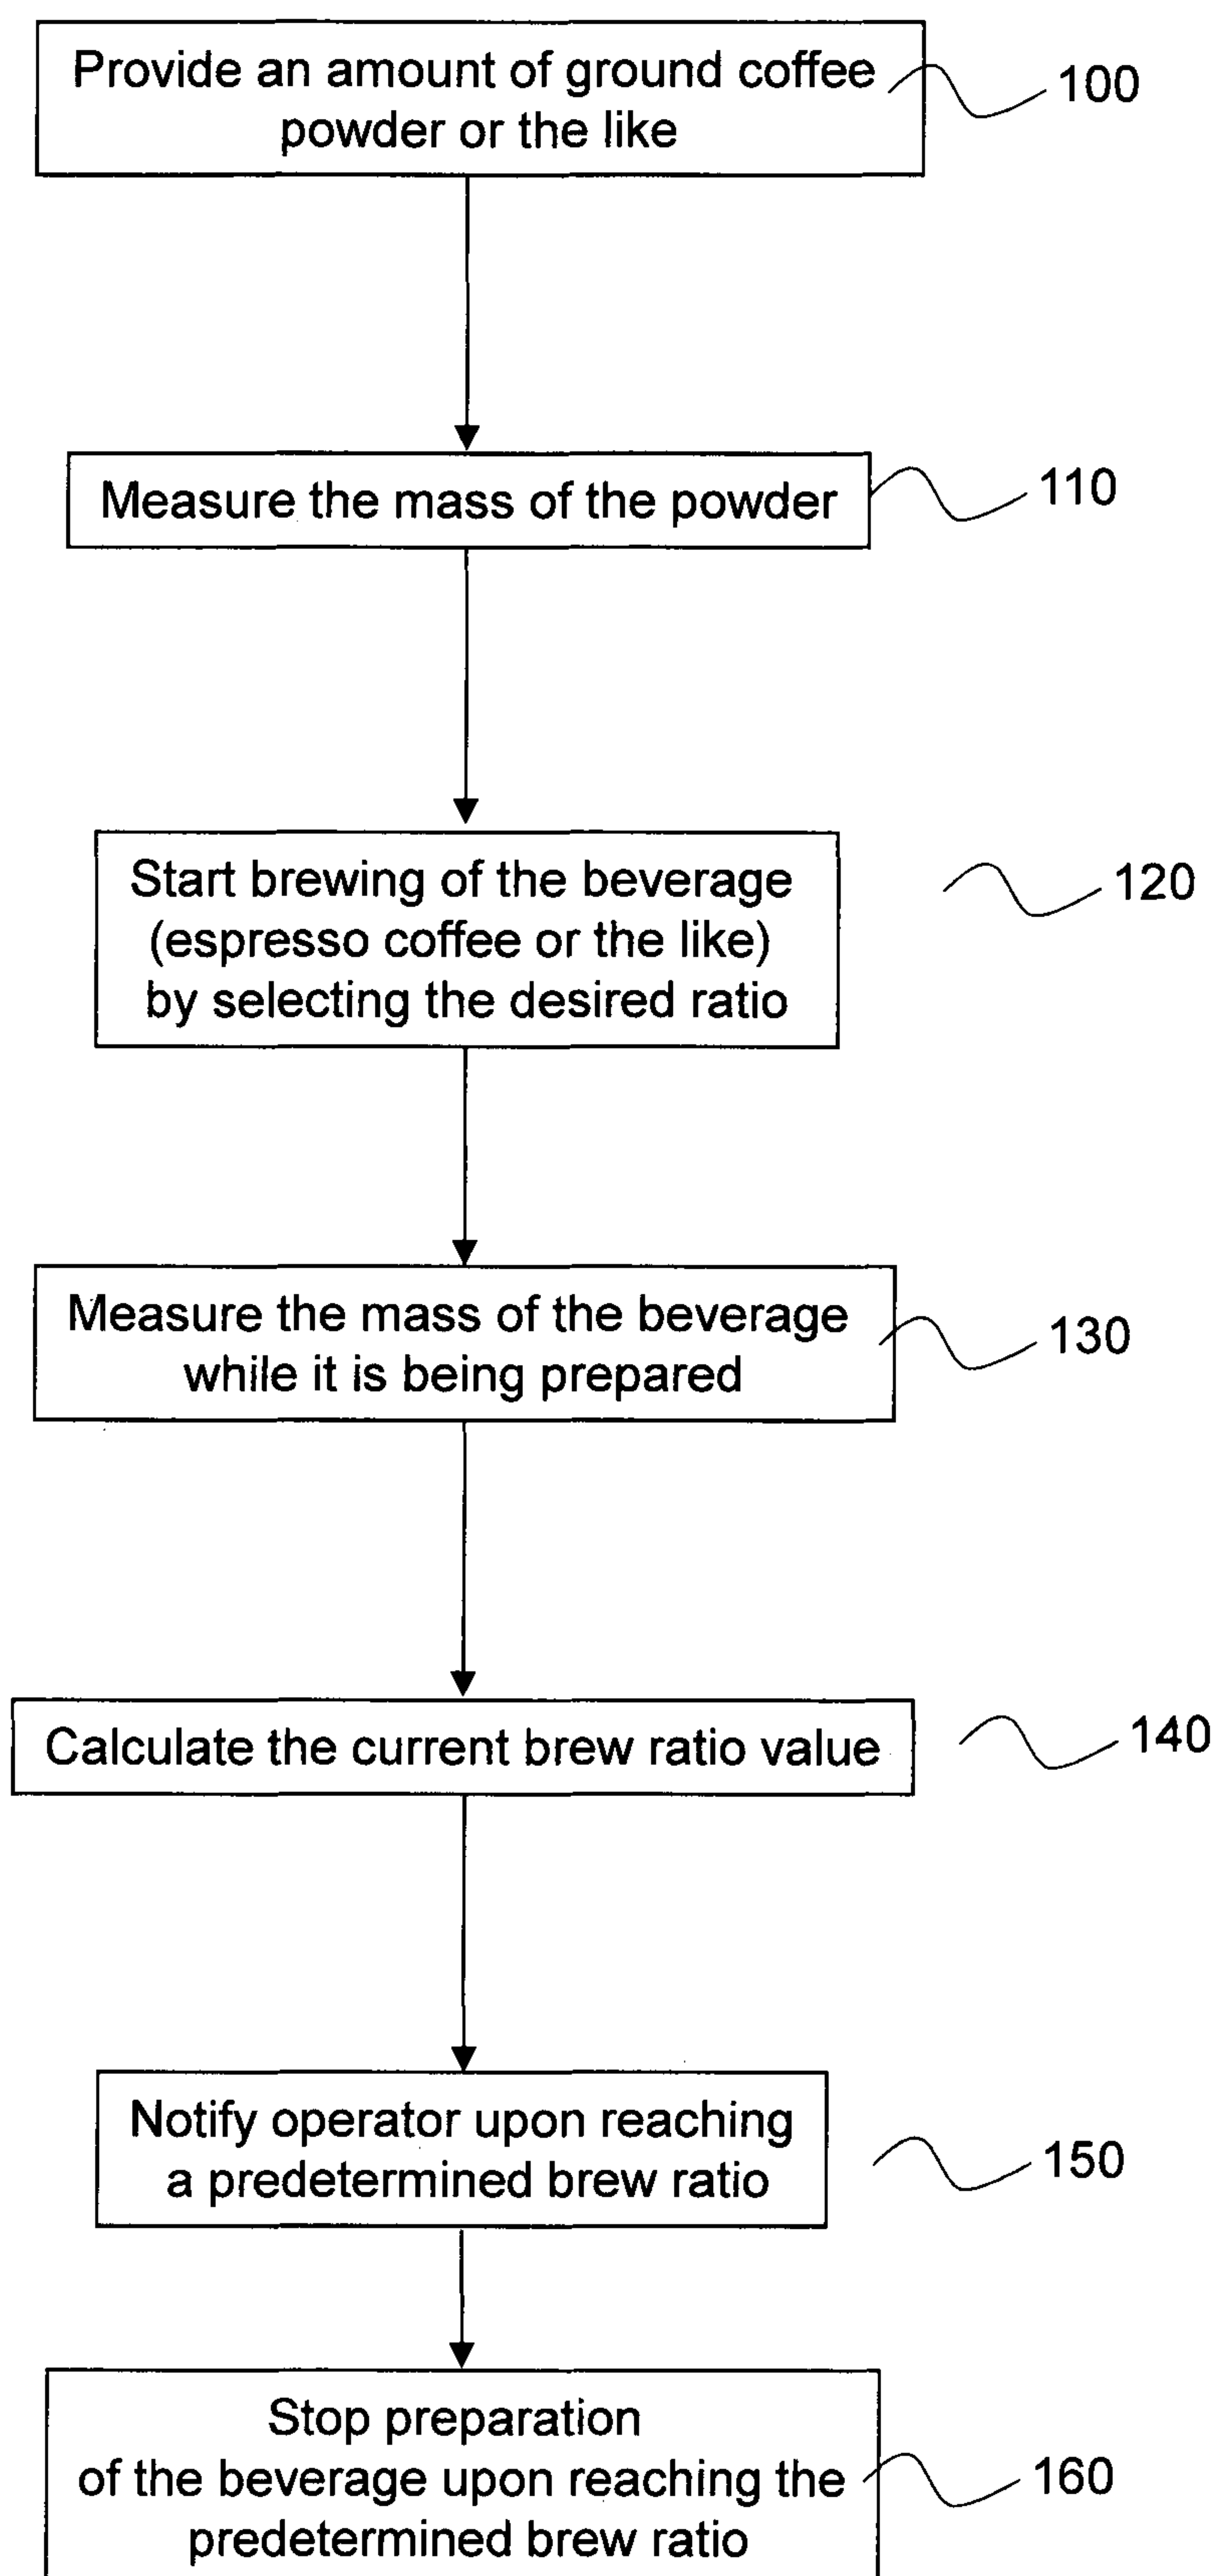 Provide an amount of ground coffee
powder or the like
100
Measure the mass of the powder
110
Start brewing of the beverage
(espresso coffee or the like)
by selecting the desired ratio
120
Measure the mass of the beverage
while it is being prepared
130
Calculate the current brew ratio value
140
Notify operator upon reaching
a predetermined brew ratio
150
Stop preparation
of the beverage upon reaching the
predetermined brew ratio
160